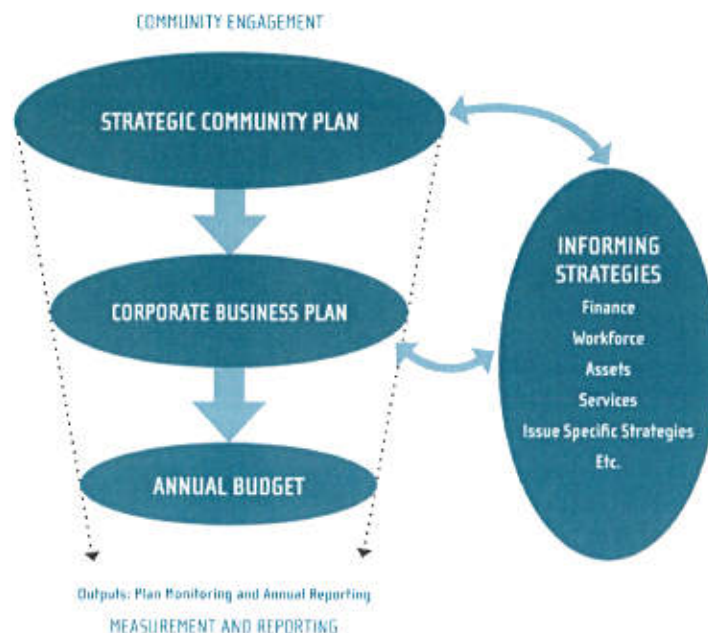 COMMUNITY ENGAGEMENT
STRATEGIC COMMUNITY PLAN
CORPORATE BUSINESS PLAN
ANNUAL BUDGET
INFORMING
STRATEGIES
Finance
Workforce
Assets
Services
Issue Specific Strategies
Etc.
Outputs: Plan Monitoring and Annual Reporting
MEASUREMENT AND REPORTING